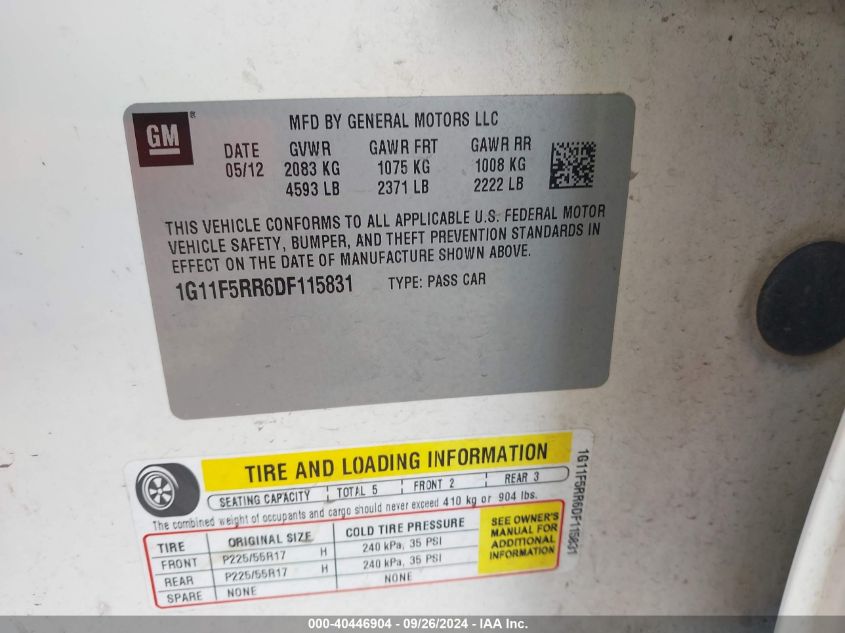 GM ®
MFD BY GENERAL MOTORS LLC
DATE GVWR GAWR FRT GAWR RR
05/12 2083 KG 1075 KG 1008 KG
4593 LB 2371 LB 2222 LB
THIS VEHICLE CONFORMS TO ALL APPLICABLE U.S. FEDERAL MOTOR
VEHICLE SAFETY, BUMPER, AND THEFT PREVENTION STANDARDS IN
EFFECT ON THE DATE OF MANUFACTURE SHOWN ABOVE.
1G11F5RR6DF115831 TYPE: PASS CAR
TIRE AND LOADING INFORMATION
SEATING CAPACITY TOTAL 5 FRONT 2 REAR 3
The combined weight of occupants and cargo should never exceed 410 kg or 904 lbs.
TIRE ORIGINAL SIZE COLD TIRE PRESSURE
FRONT P225/55R17 H 240 kPa, 35 PSI
REAR P225/55R17 H 240 kPa, 35 PSI
SPARE NONE NONE
SEE OWNER'S
MANUAL FOR
ADDITIONAL
INFORMATION
1G11F5RR6DF115831
000-40446904 - 09/26/2024 - IAA Inc.